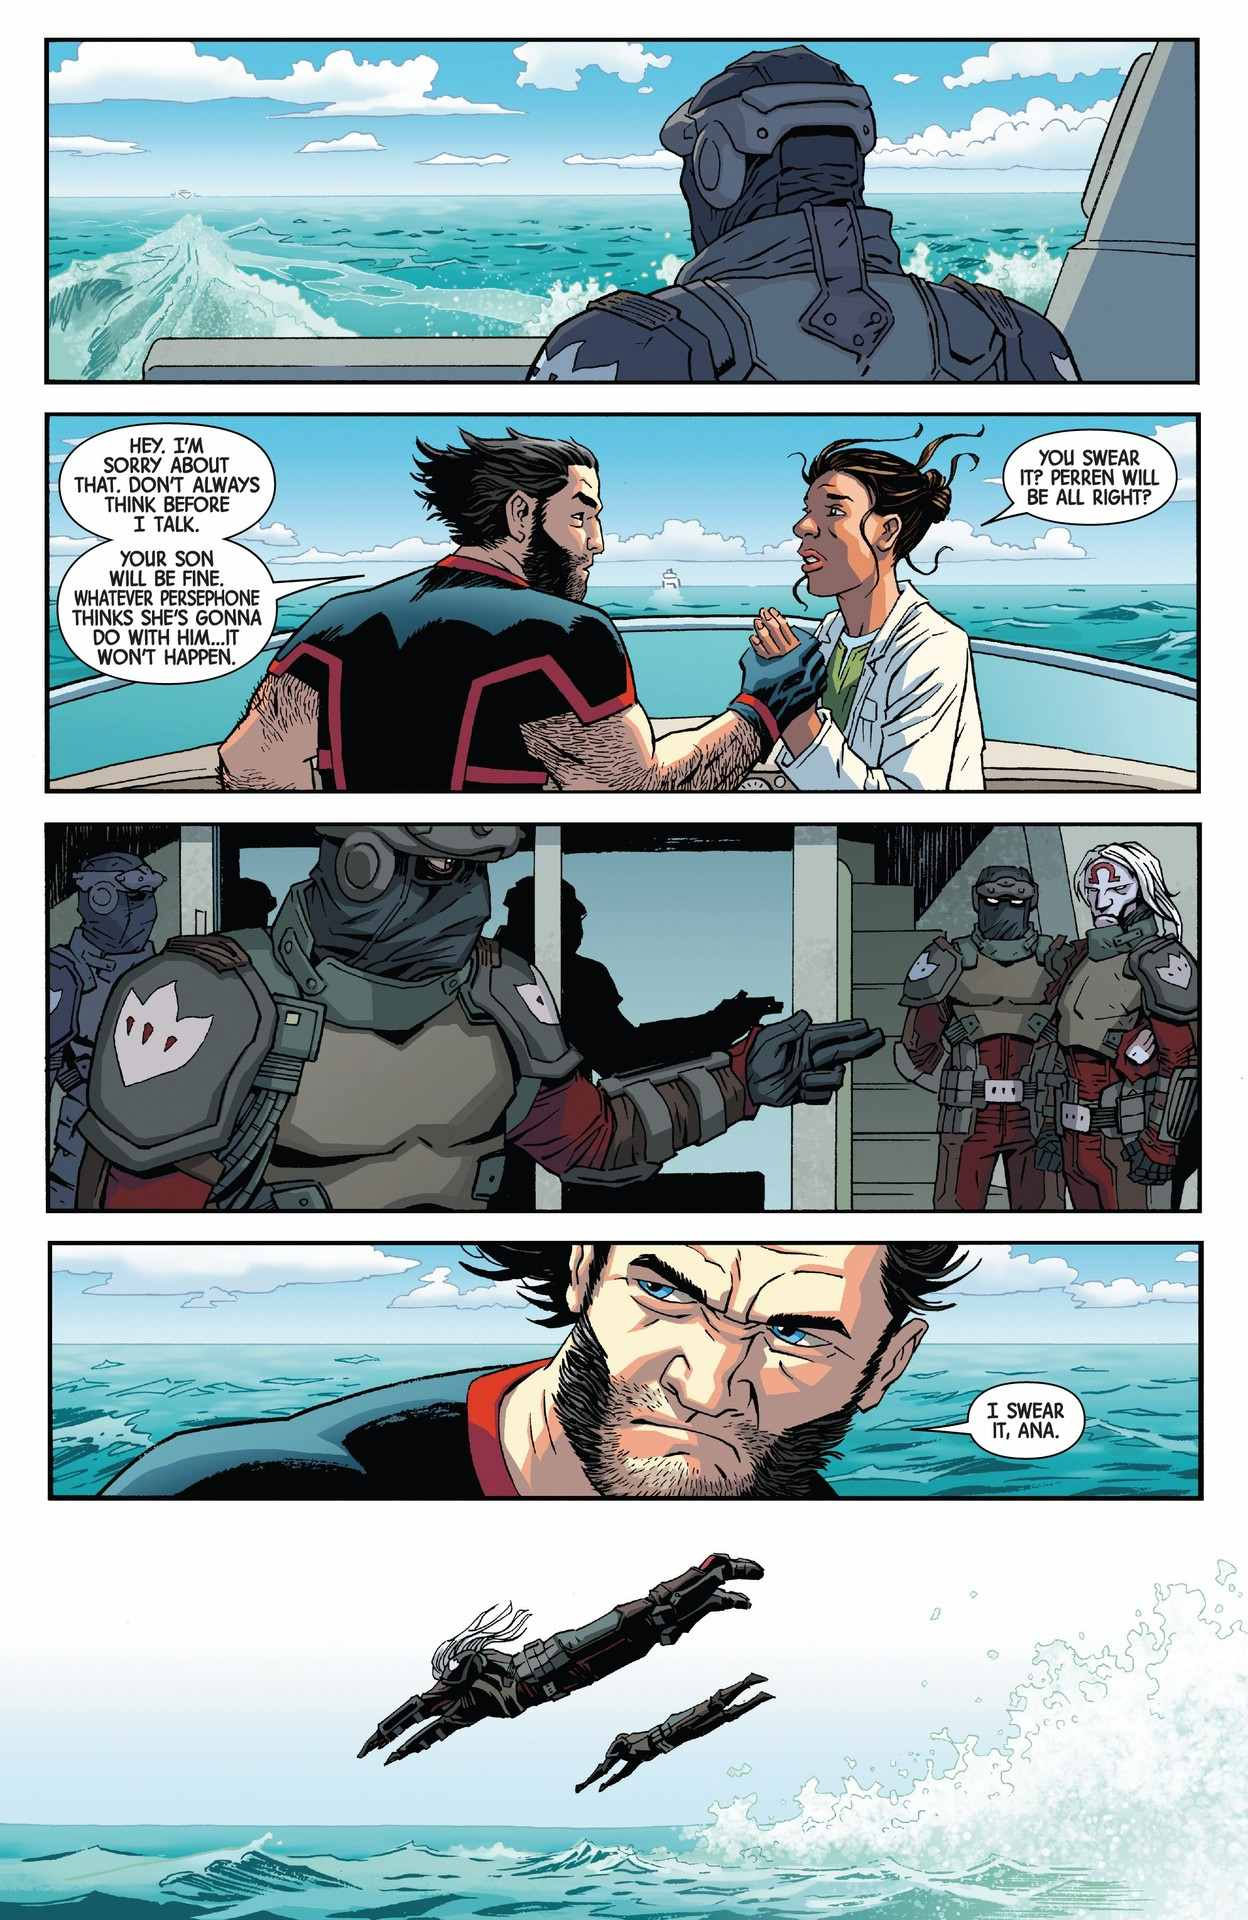 HEY. I'M
SORRY ABOUT
THAT. DON'T ALWAYS
THINK BEFORE
I TALK.
YOUR SON
WILL BE FINE.
WHATEVER PERSEPHONE
THINKS SHE'S GONNA
DO WITH HIM...IT
WON'T HAPPEN.
YOU SWEAR
IT? PERREN WILL
BE ALL RIGHT?
Ω
I SWEAR
IT, ANA.